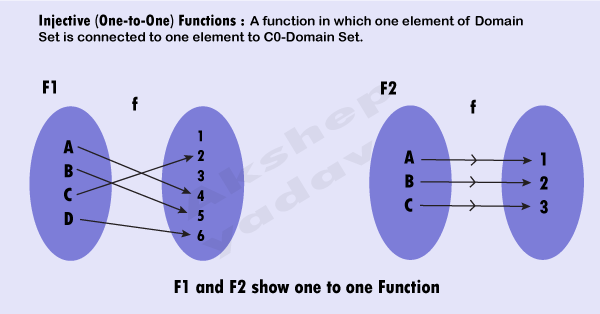 Injective (One-to-One) Functions : A function in which one element of Domain
Set is connected to one element to C0-Domain Set.
F1
f
A
B
C
D
1
2
3
4
5
6
F2
f
A
B
C
1
2
3
Akshep
yadav
F1 and F2 show one to one Function